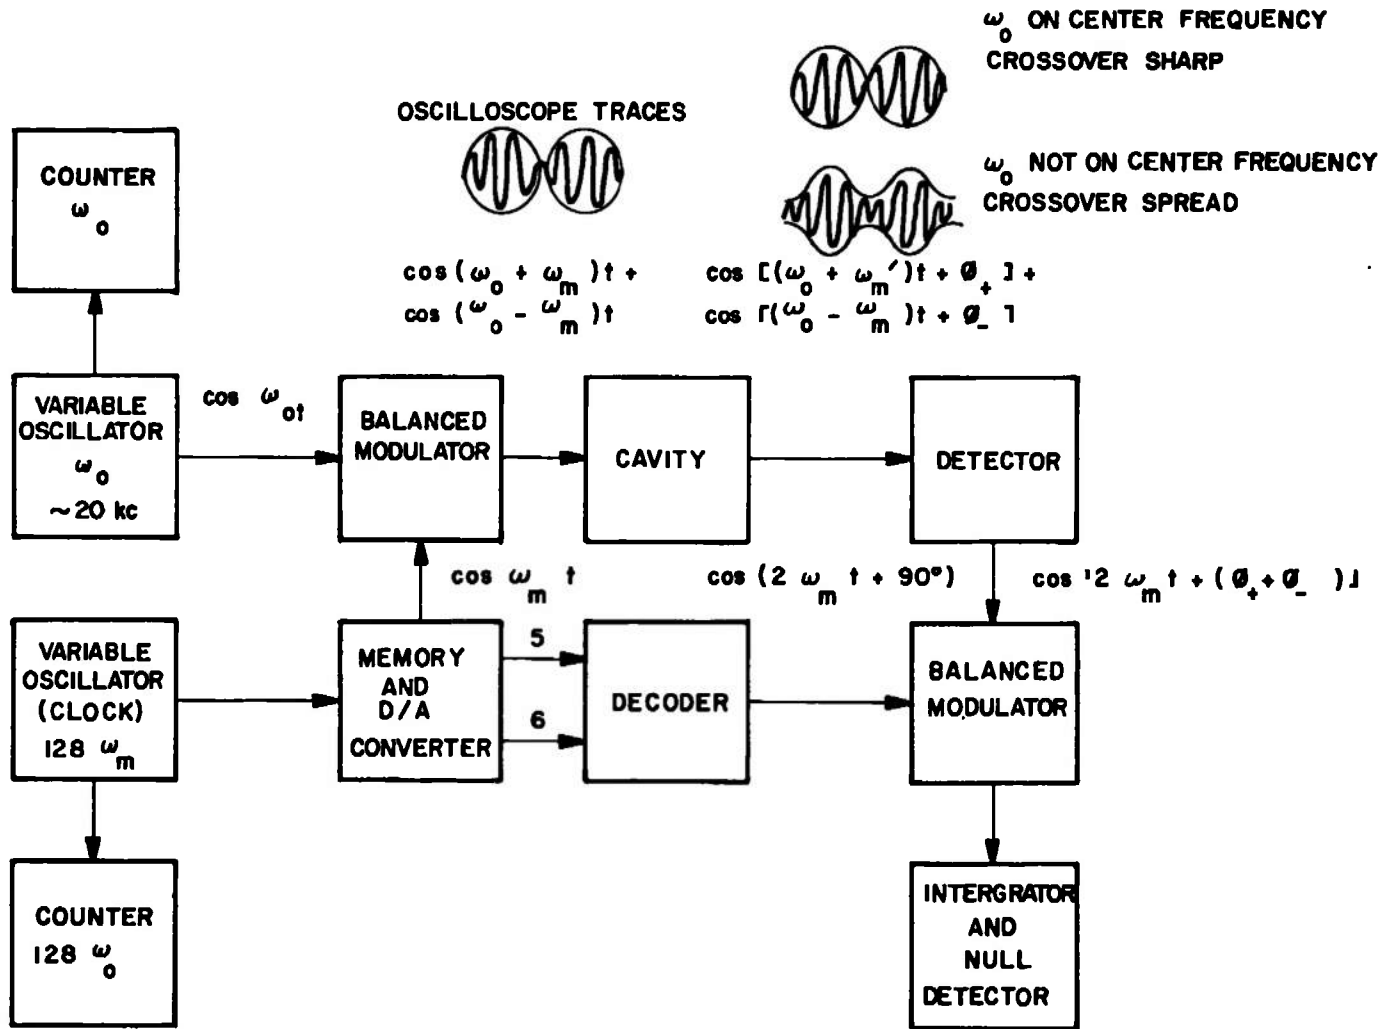 ω₀ ON CENTER FREQUENCY
CROSSOVER SHARP
OSCILLOSCOPE TRACES
ω₀ NOT ON CENTER FREQUENCY
CROSSOVER SPREAD
COUNTER
ω₀
cos (ω₀ + ωₘ) t +
cos (ω₀ - ωₘ) t
cos [(ω₀ + ωₘ′) t + Ø₊ ] +
cos [(ω₀ - ωₘ) t + Ø₋ ]
VARIABLE
OSCILLATOR
ω₀
~20 kc
cos ω₀t
BALANCED
MODULATOR
CAVITY
DETECTOR
cos ωₘ t
cos (2 ωₘ t + 90°)
cos '2 ωₘ t + (Ø₊ + Ø₋ ) ]
VARIABLE
OSCILLATOR
(CLOCK)
128 ωₘ
MEMORY
AND
D/A
CONVERTER
5
6
DECODER
BALANCED
MODULATOR
COUNTER
128 ω₀
INTERGRATOR
AND
NULL
DETECTOR